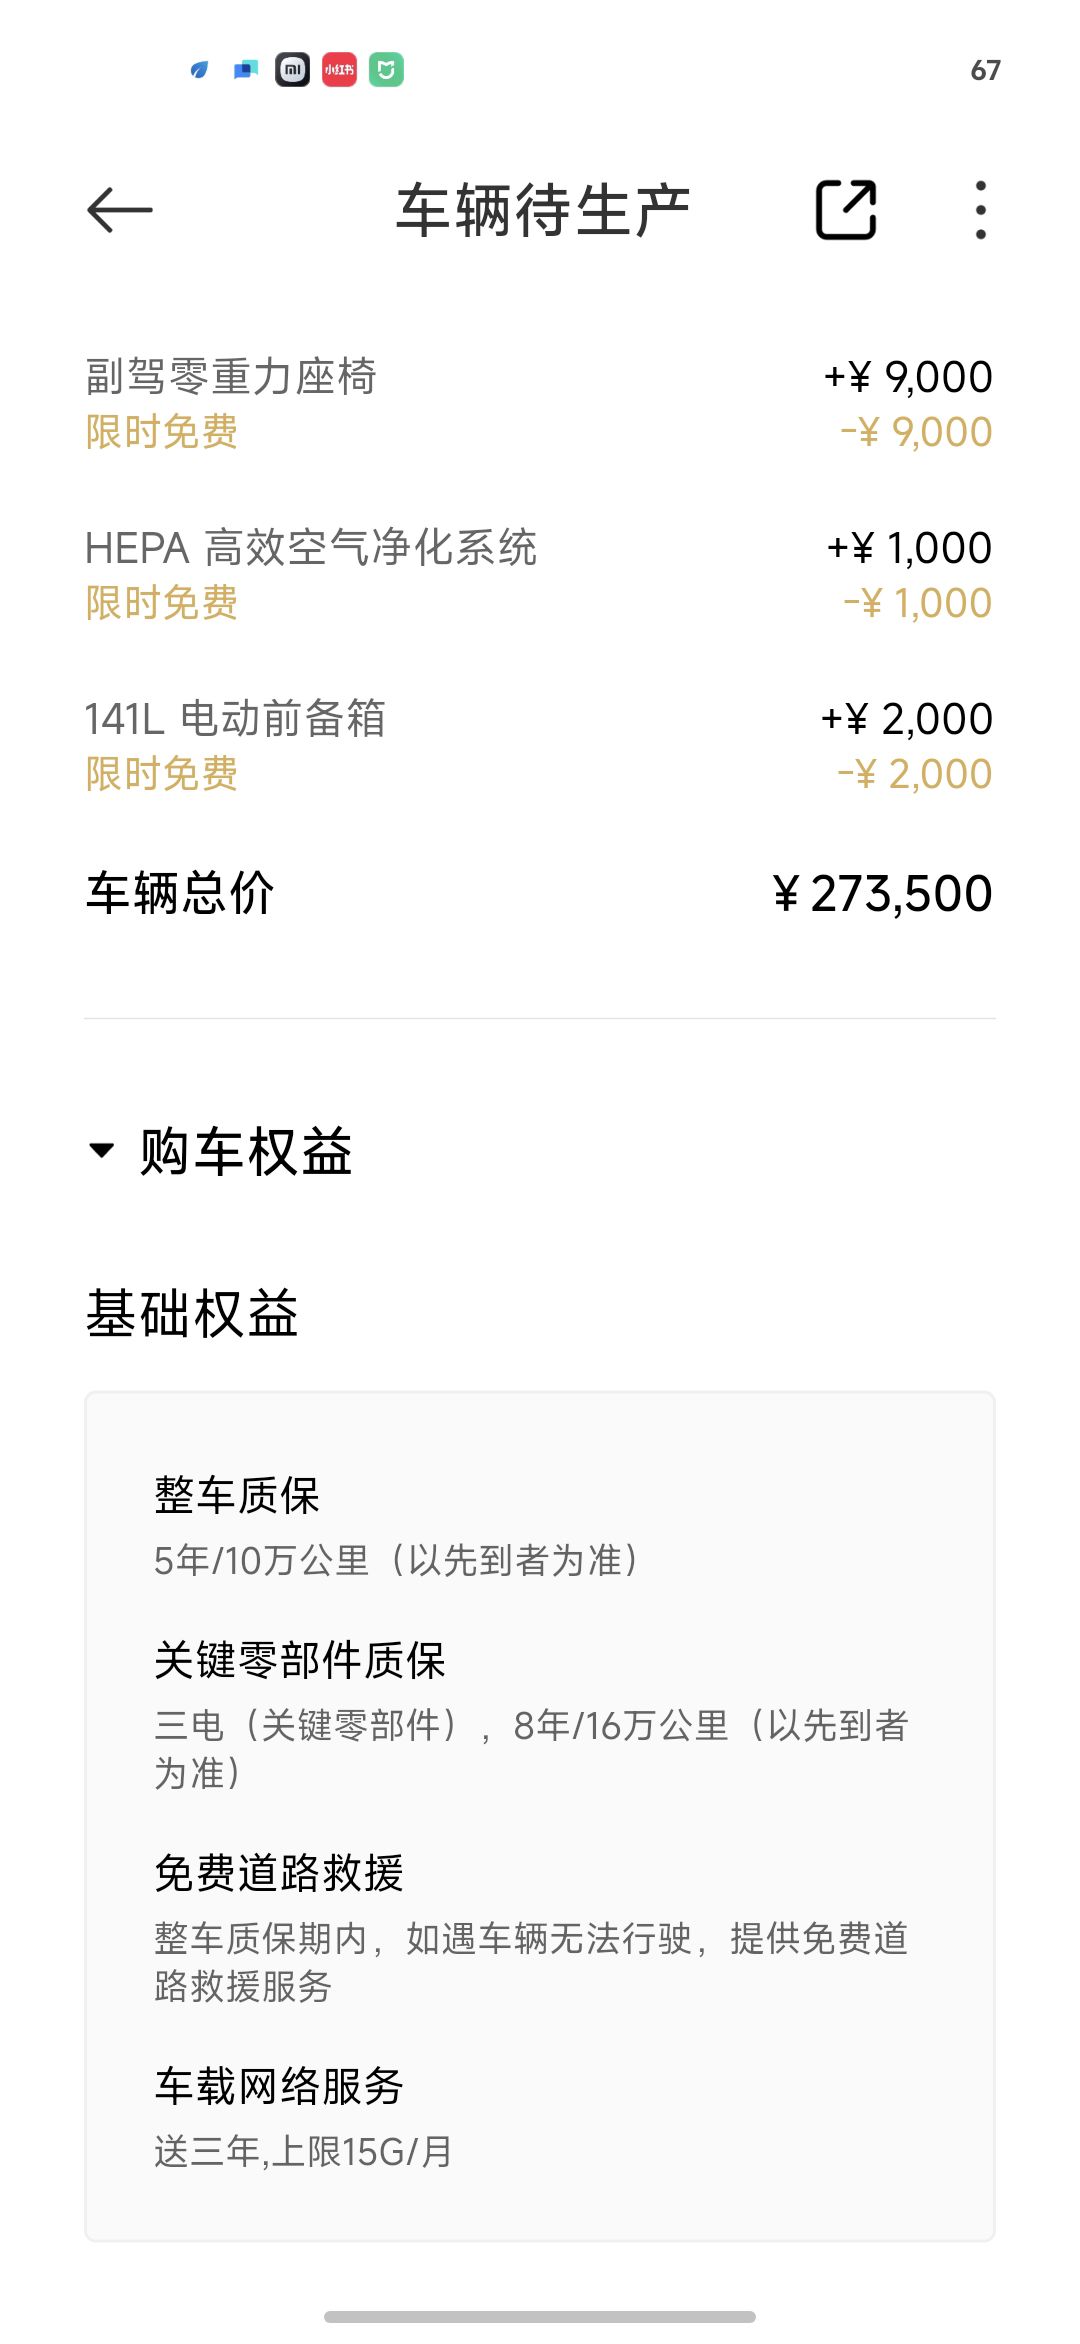 小红书
67
车辆待生产
副驾零重力座椅 +¥ 9,000
限时免费 -¥ 9,000
HEPA 高效空气净化系统 +¥ 1,000
限时免费 -¥ 1,000
141L 电动前备箱 +¥ 2,000
限时免费 -¥ 2,000
车辆总价 ¥ 273,500
购车权益
基础权益
整车质保
5年/10万公里（以先到者为准）
关键零部件质保
三电（关键零部件），8年/16万公里（以先到者
为准）
免费道路救援
整车质保期内，如遇车辆无法行驶，提供免费道
路救援服务
车载网络服务
送三年,上限15G/月